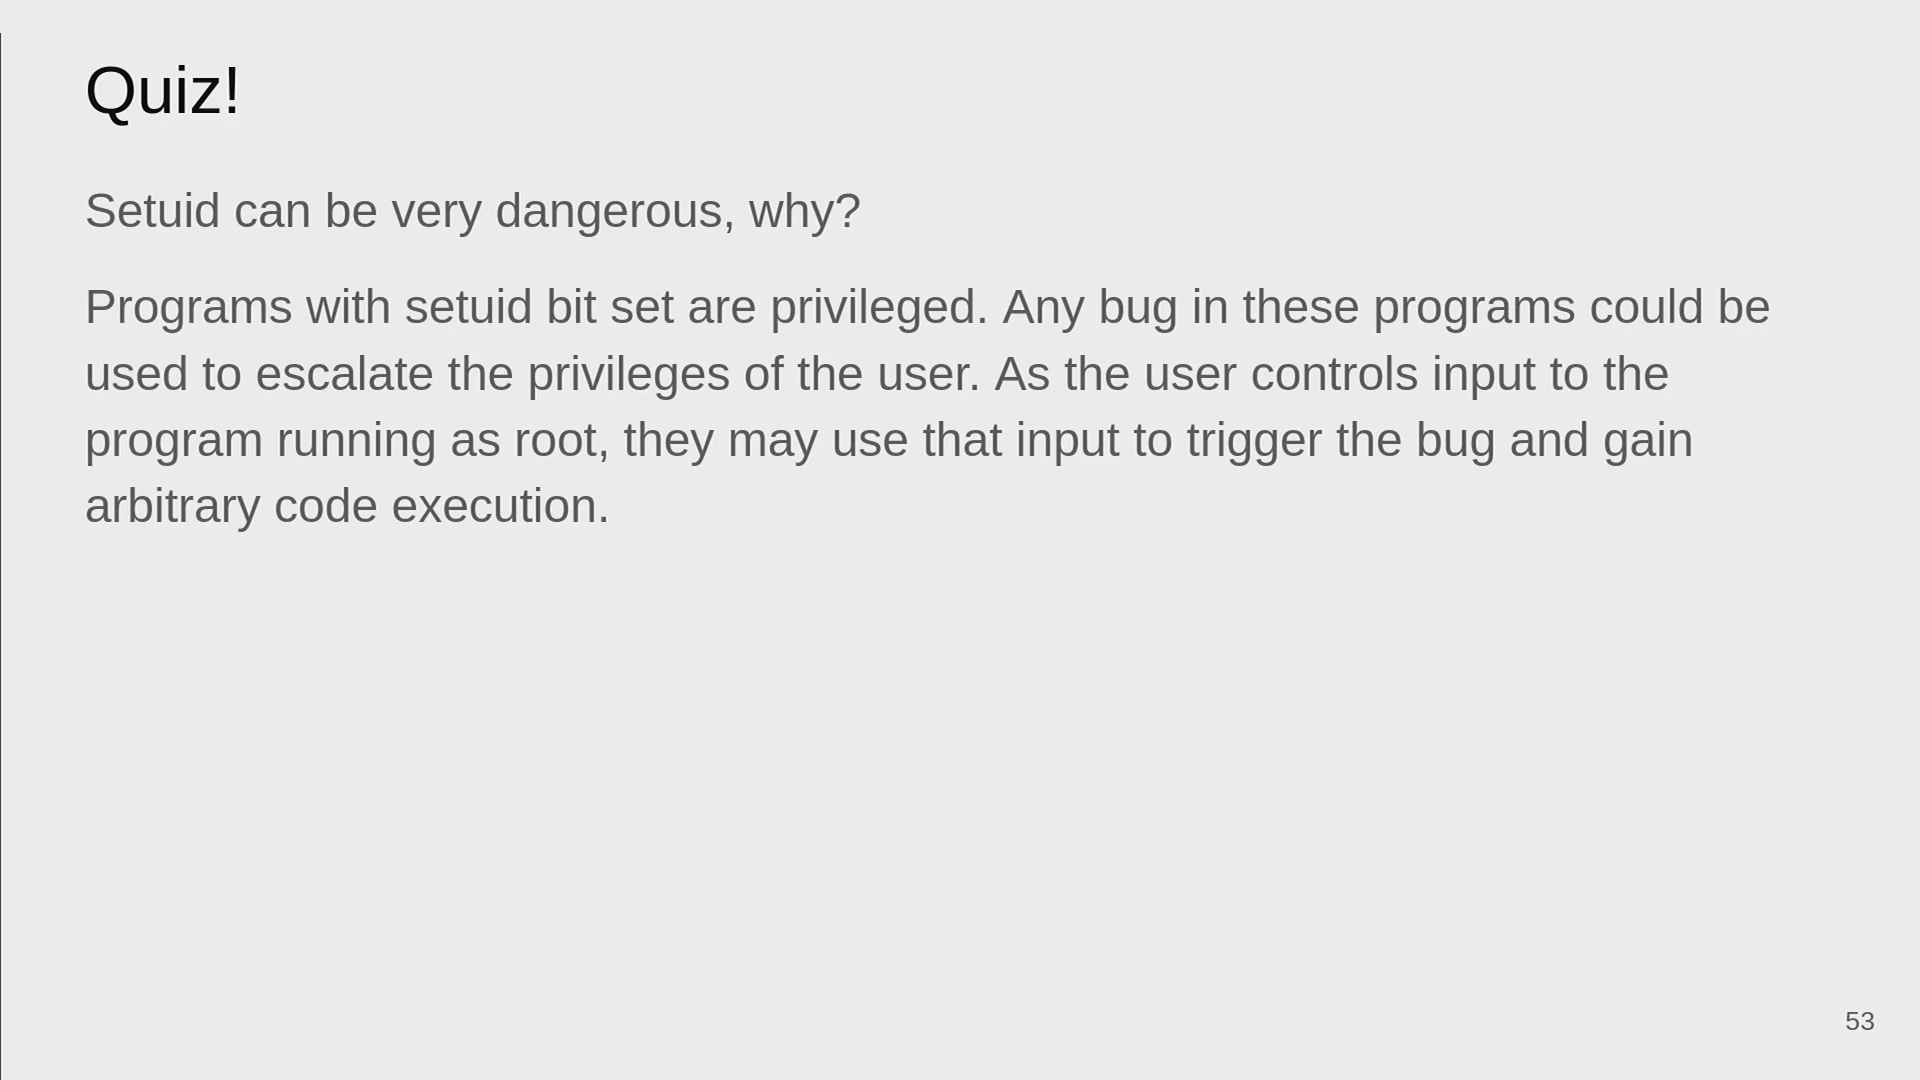 Quiz!
Setuid can be very dangerous, why?
Programs with setuid bit set are privileged. Any bug in these programs could be
used to escalate the privileges of the user. As the user controls input to the
program running as root, they may use that input to trigger the bug and gain
arbitrary code execution.
53